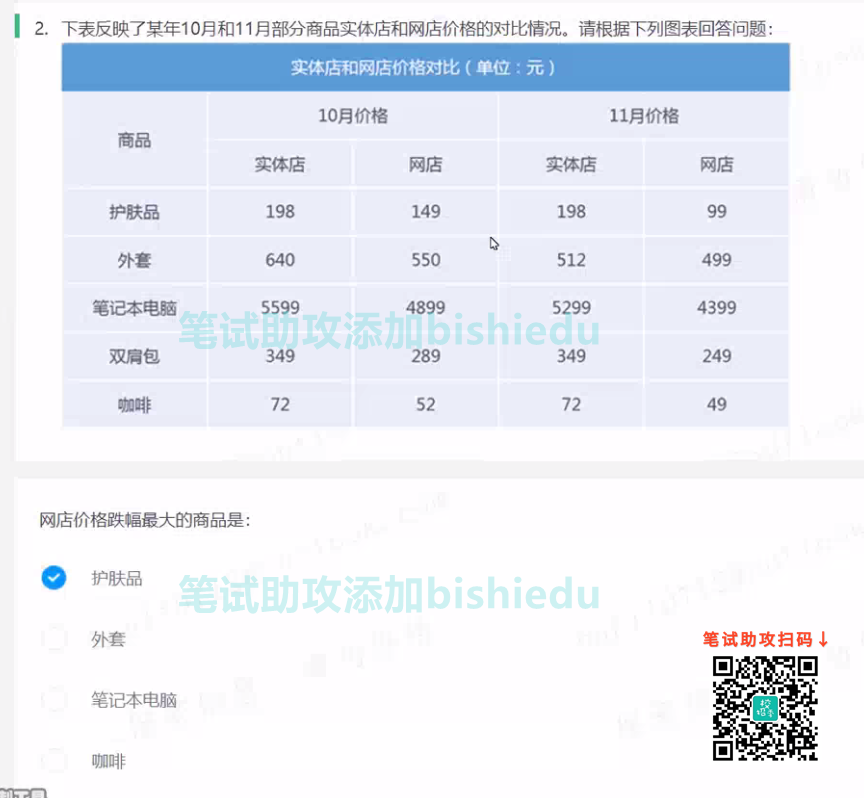 2. 下表反映了某年10月和11月部分商品实体店和网店价格的对比情况。请根据下列图表回答问题：
实体店和网店价格对比（单位：元）
商品 10月价格 11月价格
实体店 网店 实体店 网店
护肤品 198 149 198 99
外套 640 550 512 499
笔记本电脑 5599 4899 5299 4399
笔试助攻添加bishiedu
双肩包 349 289 349 249
咖啡 72 52 72 49
网店价格跌幅最大的商品是：
护肤品
笔试助攻添加bishiedu
外套
笔试助攻扫码↓
笔记本电脑
咖啡